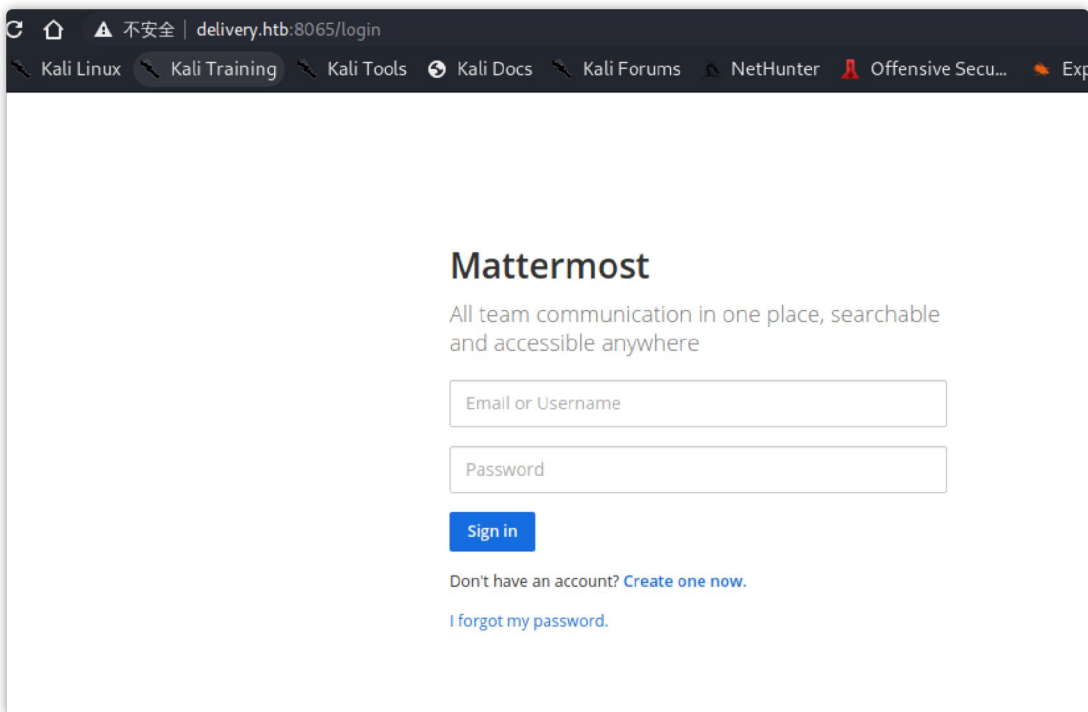 不安全 | delivery.htb:8065/login
Kali Linux Kali Training Kali Tools Kali Docs Kali Forums NetHunter Offensive Secu... Exp
Mattermost
All team communication in one place, searchable
and accessible anywhere
Email or Username
Password
Sign in
Don't have an account? Create one now.
I forgot my password.